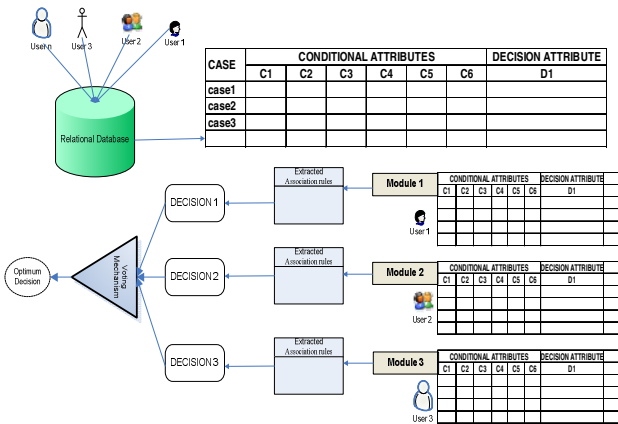 User n
User 3
User 2
User 1
Relational Database
CASE
CONDITIONAL ATTRIBUTES
DECISION ATTRIBUTE
C1 C2 C3 C4 C5 C6 D1
case1
case2
case3
Extracted
Association rules
DECISION 1
Module 1
CONDITIONAL ATTRIBUTES DECISION ATTRIBUTE
C1 C2 C3 C4 C5 C6 D1
User 1
Extracted
Association rules
DECISION 2
Module 2
CONDITIONAL ATTRIBUTES DECISION ATTRIBUTE
C1 C2 C3 C4 C5 C6 D1
User 2
Optimum
Decision
Voting
Mechanism
Extracted
Association rules
DECISION 3
Module 3
CONDITIONAL ATTRIBUTES DECISION ATTRIBUTE
C1 C2 C3 C4 C5 C6 D1
User 3